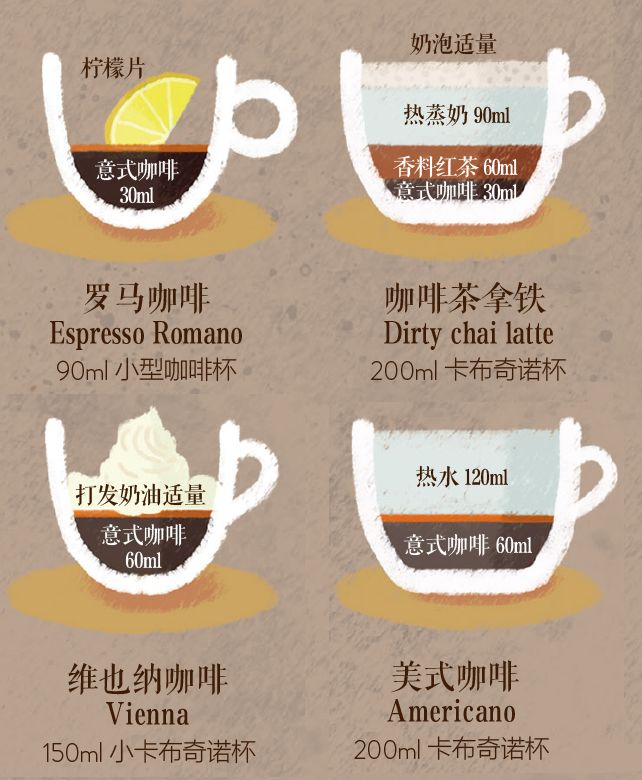 柠檬片
意式咖啡
30ml
罗马咖啡
Espresso Romano
90ml 小型咖啡杯
奶泡适量
热蒸奶 90ml
香料红茶 60ml
意式咖啡 30ml
咖啡茶拿铁
Dirty chai latte
200ml 卡布奇诺杯
打发奶油适量
意式咖啡
60ml
维也纳咖啡
Vienna
150ml 小卡布奇诺杯
热水 120ml
意式咖啡 60ml
美式咖啡
Americano
200ml 卡布奇诺杯